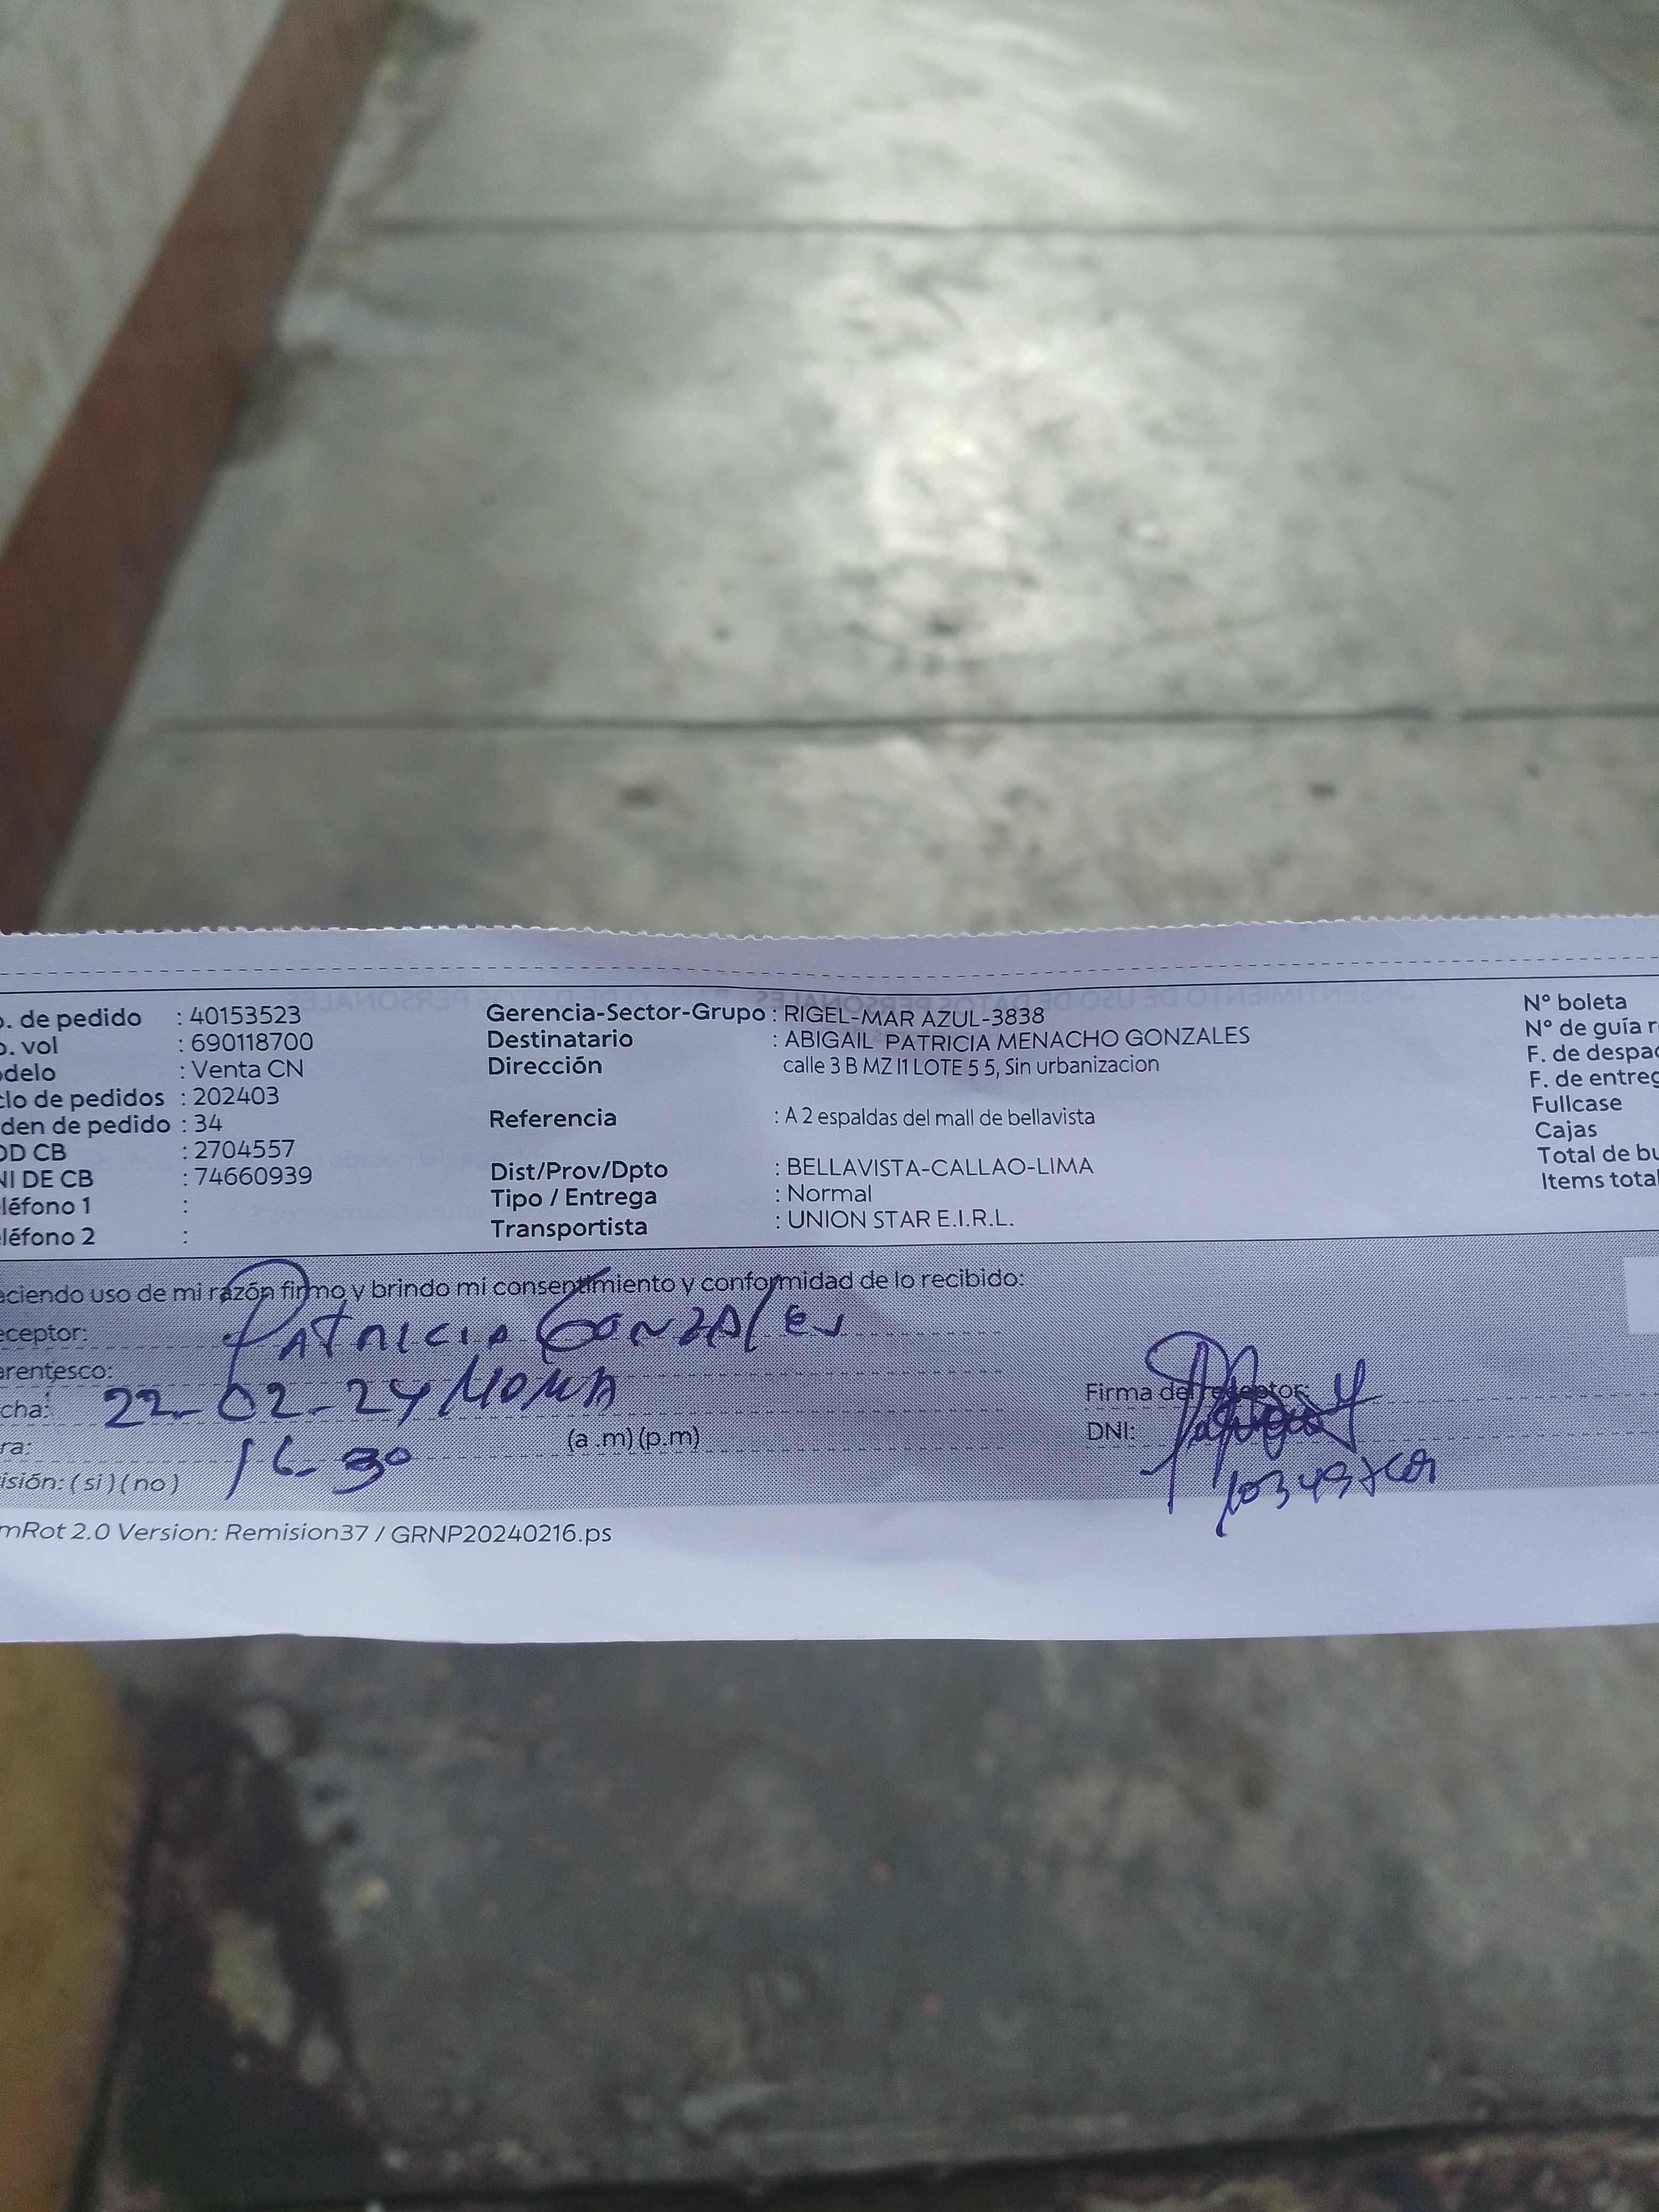 o. de pedido : 40153523
o. vol : 690118700
odelo : Venta CN
clo de pedidos : 202403
den de pedido : 34
OD CB : 2704557
NI DE CB : 74660939
léfono 1 :
léfono 2 :
Gerencia-Sector-Grupo : RIGEL-MAR AZUL-3838
Destinatario : ABIGAIL PATRICIA MENACHO GONZALES
Dirección calle 3 B MZ I1 LOTE 5 5, Sin urbanizacion
Referencia : A 2 espaldas del mall de bellavista
Dist/Prov/Dpto : BELLAVISTA-CALLAO-LIMA
Tipo / Entrega : Normal
Transportista : UNION STAR E.I.R.L.
N° boleta
N° de guía r
F. de despac
F. de entreg
Fullcase
Cajas
Total de bu
Items total
aciendo uso de mi razón firmo y brindo mi consentimiento y conformidad de lo recibido:
eceptor: PATRICIA GONZALES
arentesco:
cha: 22-02-24
ra: 16-30 (a .m) (p.m)
isión: ( si ) ( no )
Firma del receptor:
DNI:
mRot 2.0 Version: Remision37 / GRNP20240216.ps